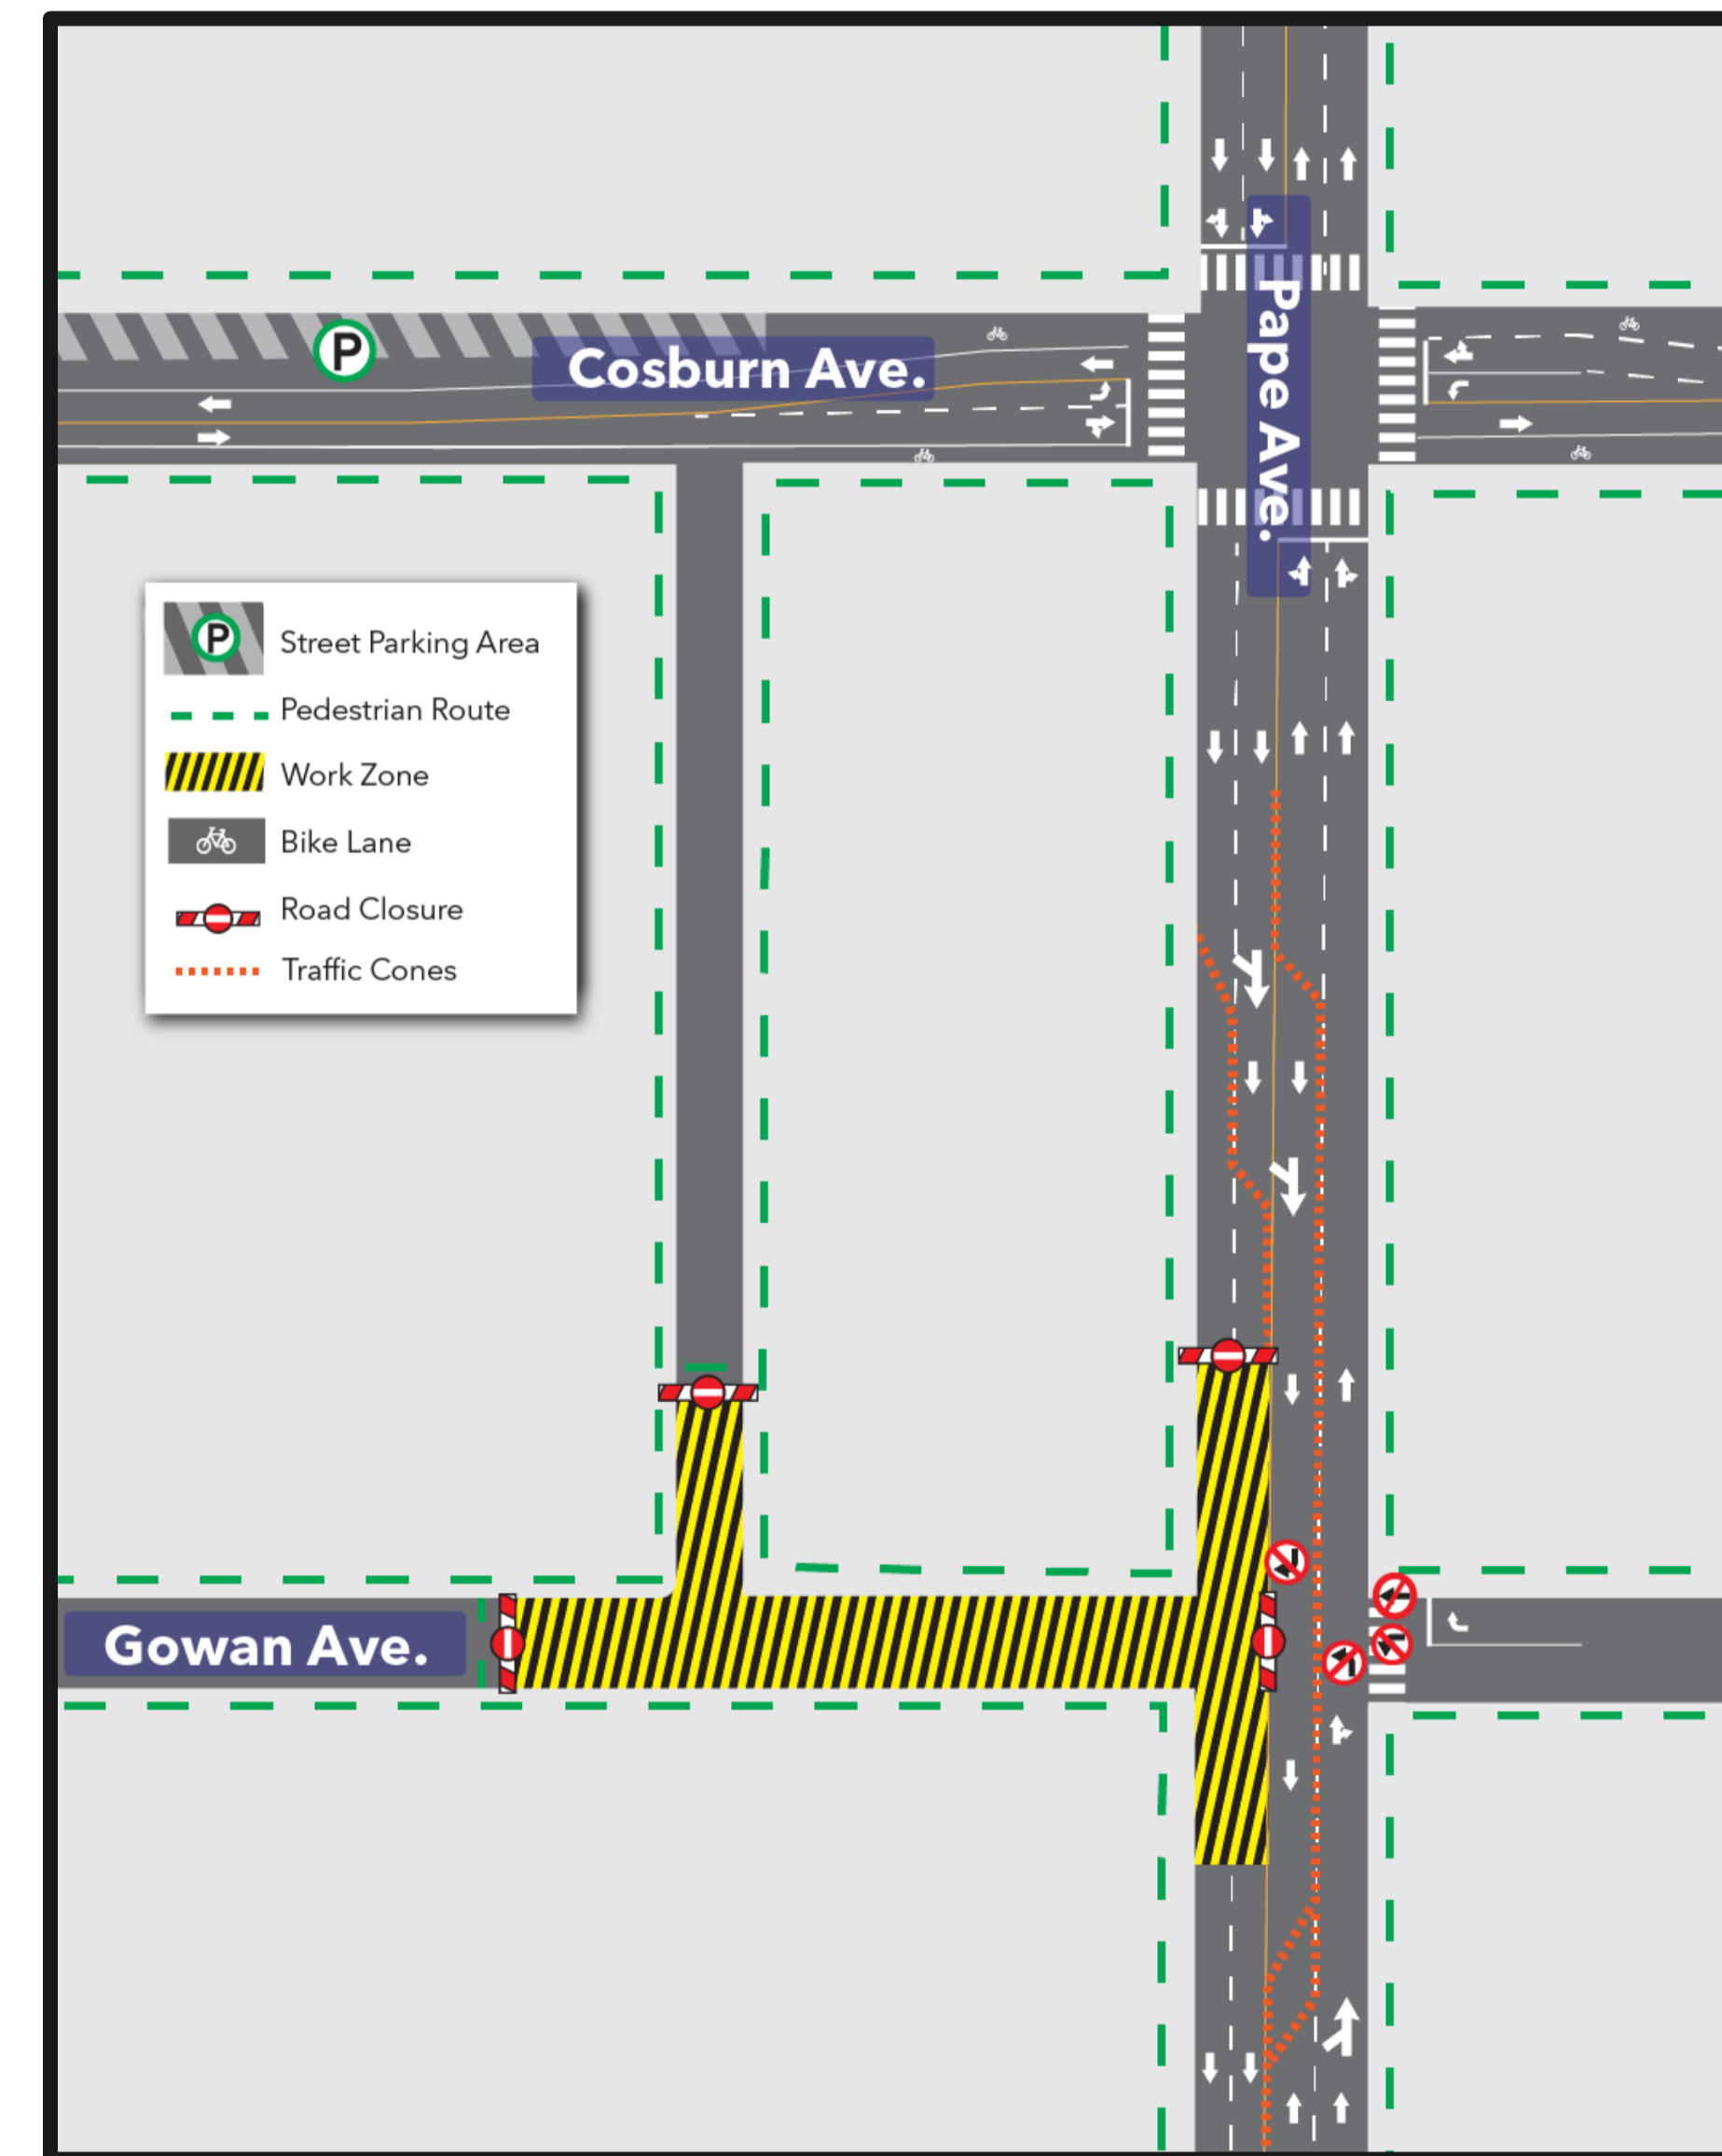 Pape Ave.
P
Cosburn Ave.
P
Street Parking Area
Pedestrian Route
Work Zone
Bike Lane
Road Closure
Traffic Cones
Gowan Ave.